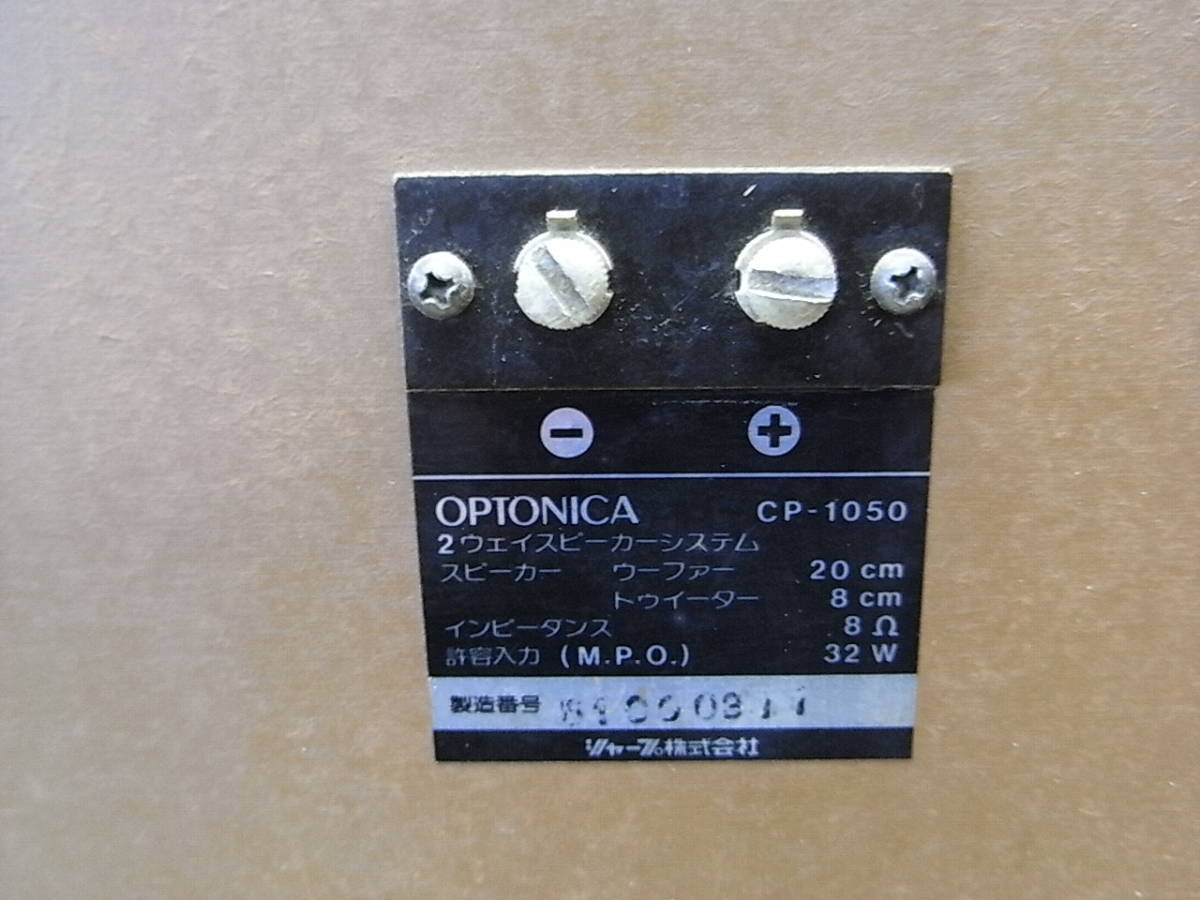 OPTONICA CP-1050
2ウェイスピーカーシステム
スピーカー ウーファー 20 cm
トゥイーター 8 cm
インピーダンス 8 Ω
許容入力 (M.P.O.) 32 W
製造番号
シャープ株式会社